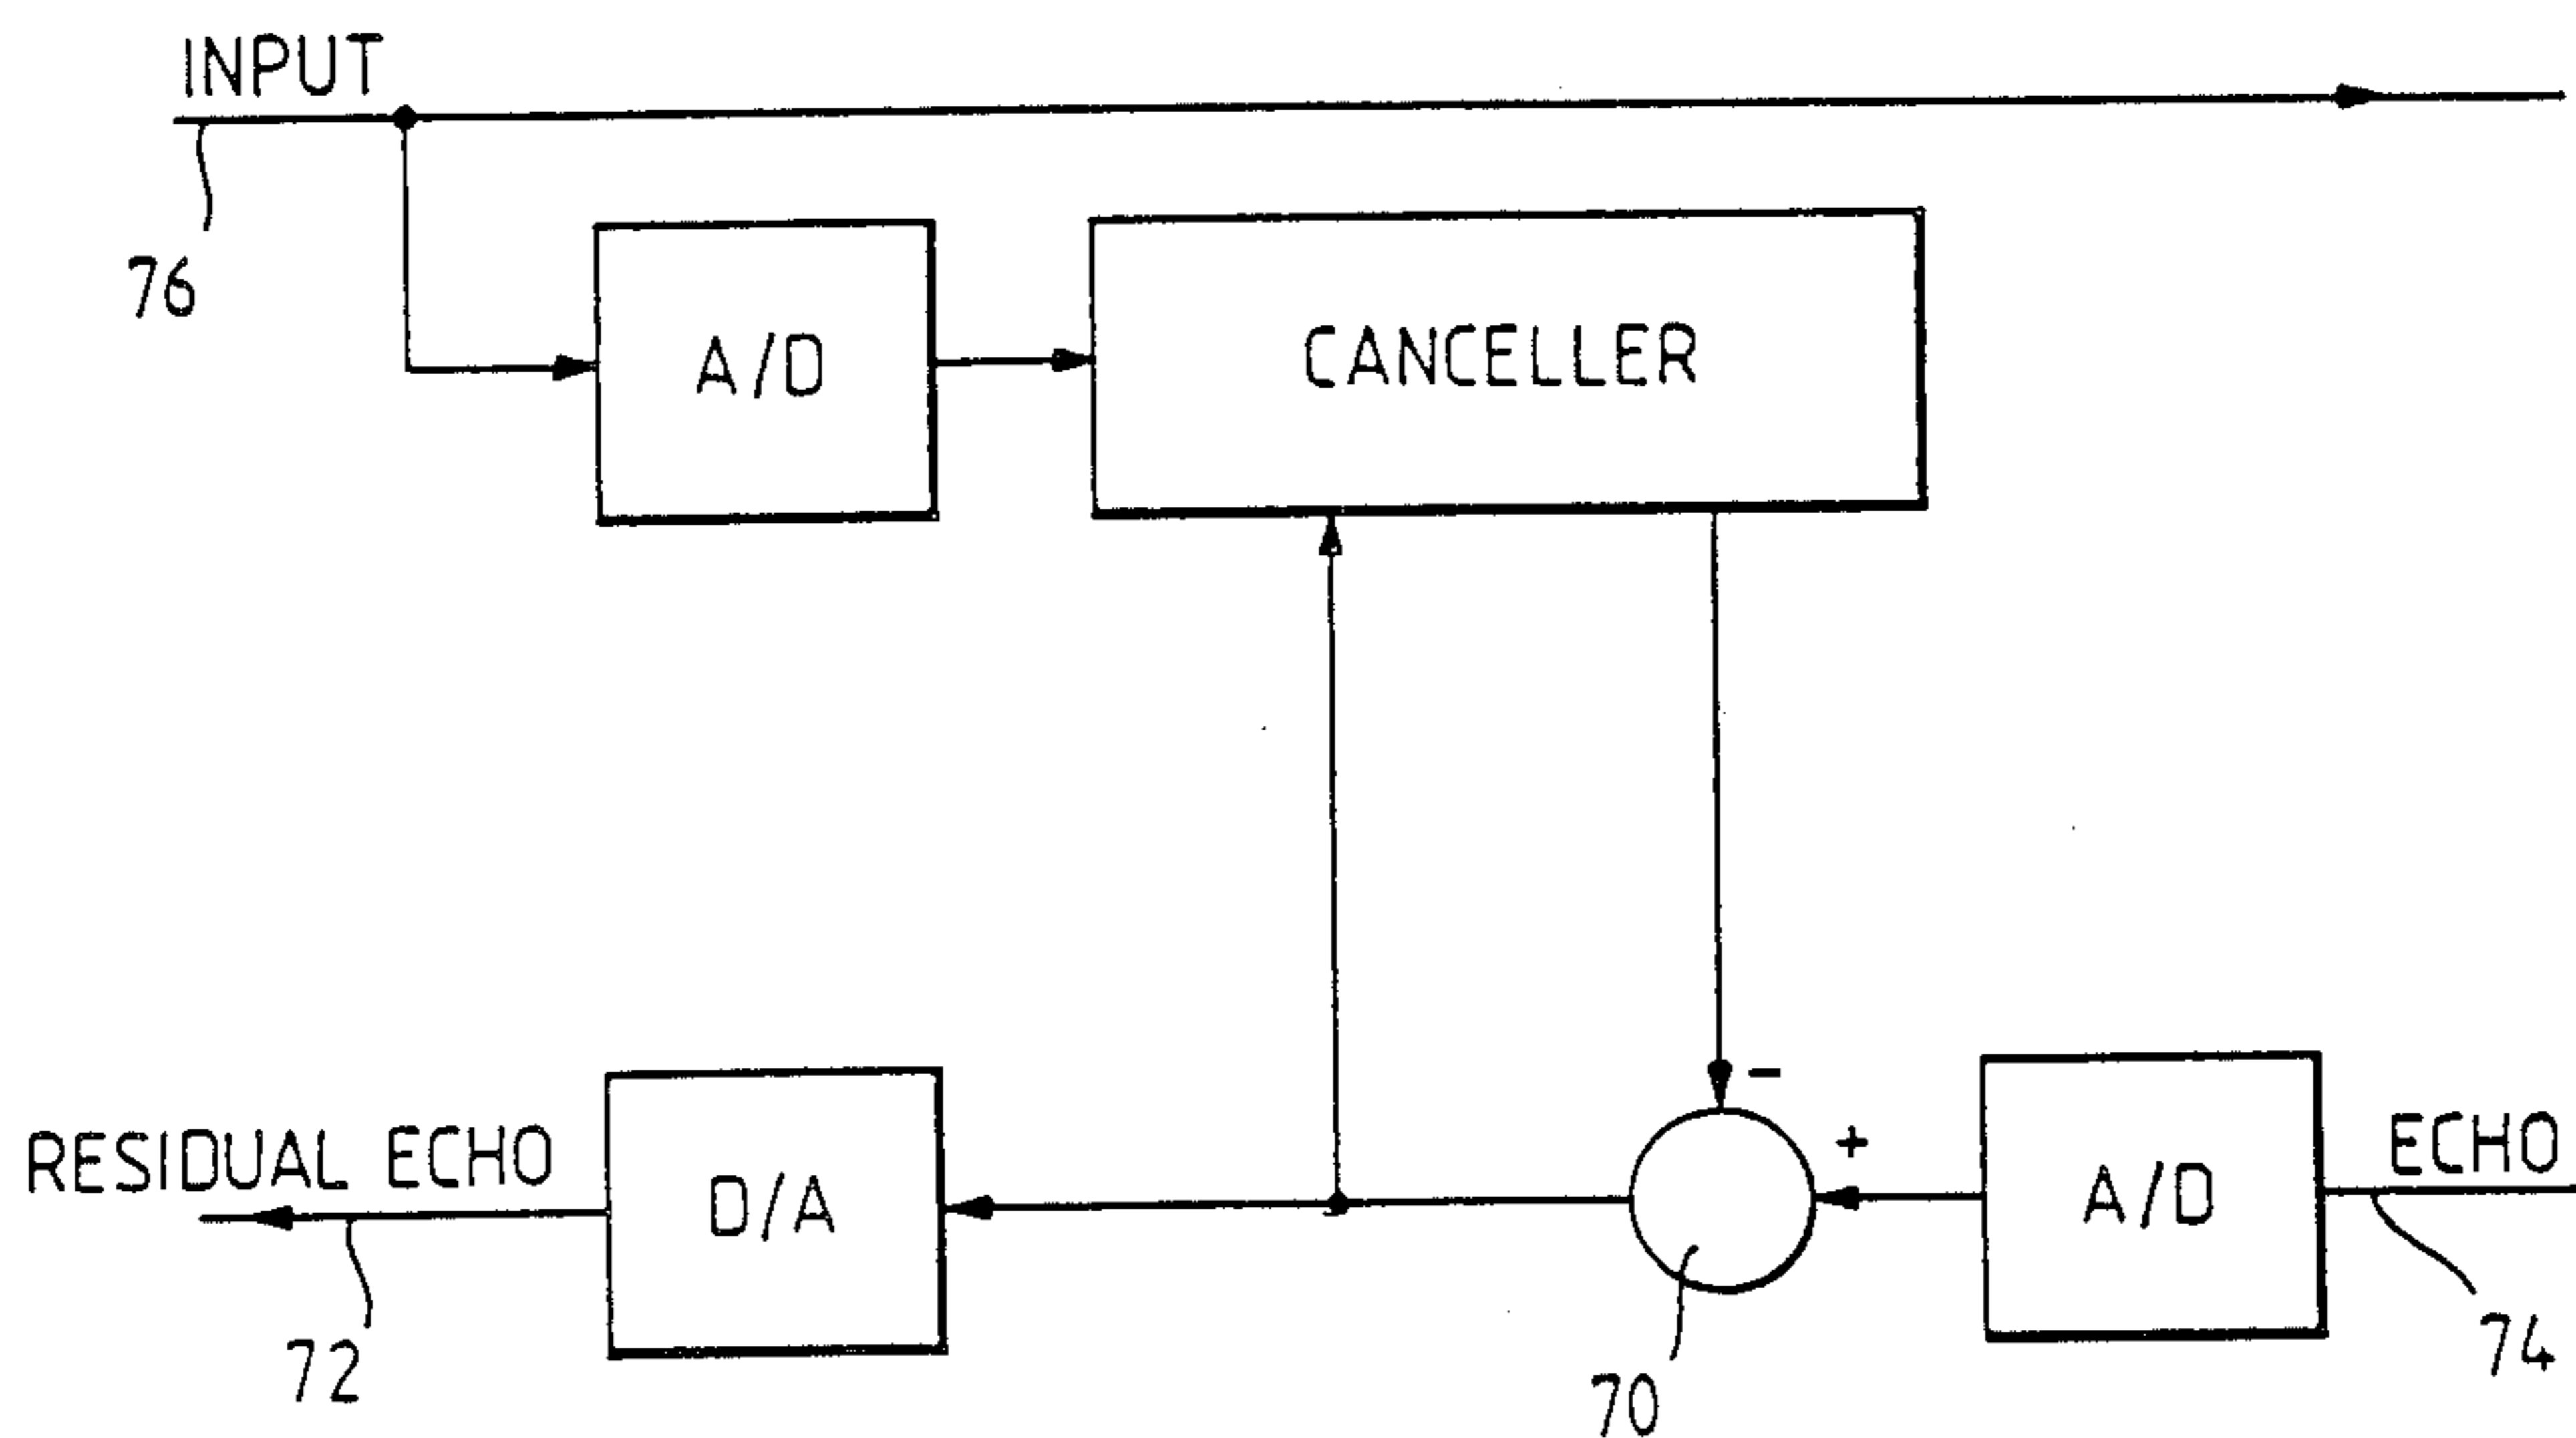 INPUT
76
A/D
CANCELLER
-
+
RESIDUAL ECHO
D/A
A/D
ECHO
72
70
74